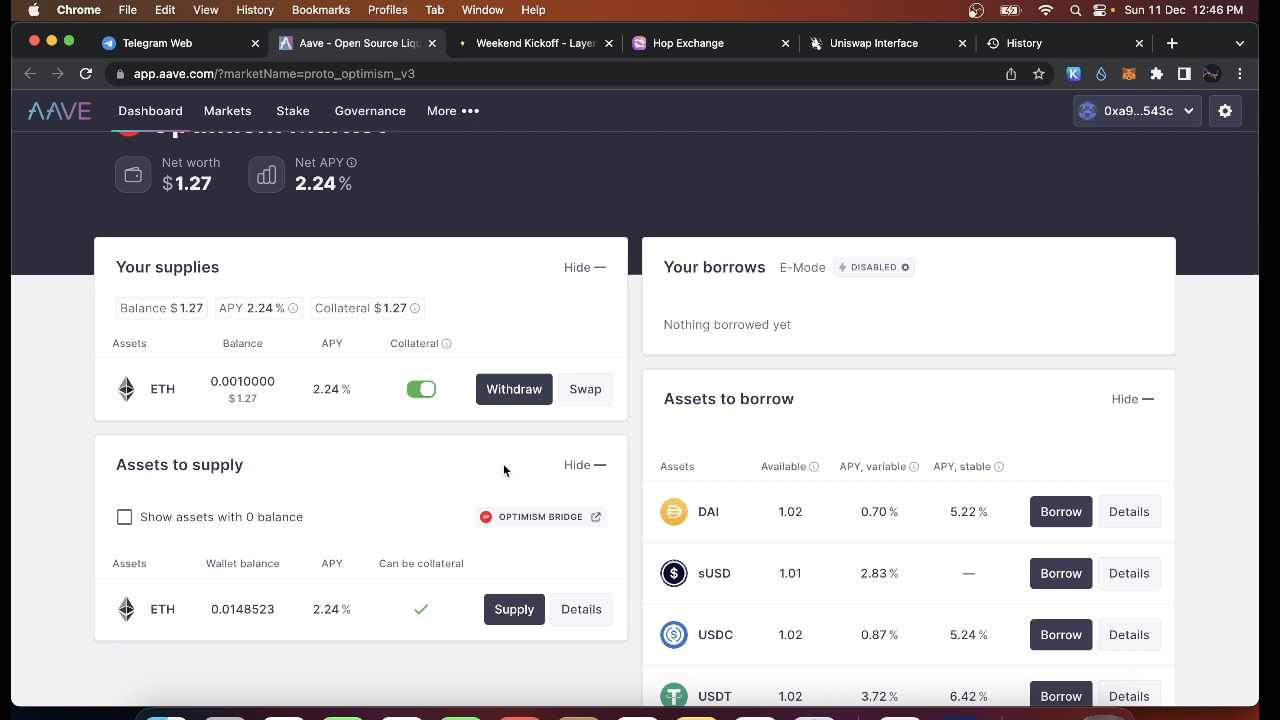 Chrome File Edit View History Bookmarks Profiles Tab Window Help Sun 11 Dec 12:46 PM
Telegram Web
Aave - Open Source Liq
Weekend Kickoff - Layer
Hop Exchange
Uniswap Interface
History
app.aave.com/?marketName=proto_optimism_v3
AAVE Dashboard Markets Stake Governance More ••• 0xa9...543c
Net worth
$1.27
Net APY
2.24%
Your supplies Hide —
Balance $1.27 APY 2.24% Collateral $1.27
Assets Balance APY Collateral
ETH 0.0010000 2.24% Withdraw Swap
$1.27
Assets to supply Hide —
Show assets with 0 balance OPTIMISM BRIDGE
Assets Wallet balance APY Can be collateral
ETH 0.0148523 2.24% Supply Details
Your borrows E-Mode DISABLED
Nothing borrowed yet
Assets to borrow Hide —
Assets Available APY, variable APY, stable
DAI 1.02 0.70% 5.22% Borrow Details
sUSD 1.01 2.83% — Borrow Details
USDC 1.02 0.87% 5.24% Borrow Details
USDT 1.02 3.72% 6.42% Borrow Details